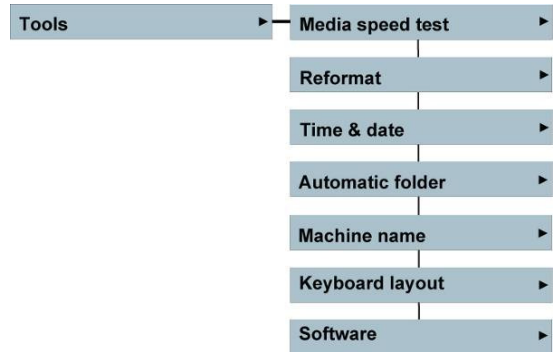 Tools
Media speed test
Reformat
Time & date
Automatic folder
Machine name
Keyboard layout
Software